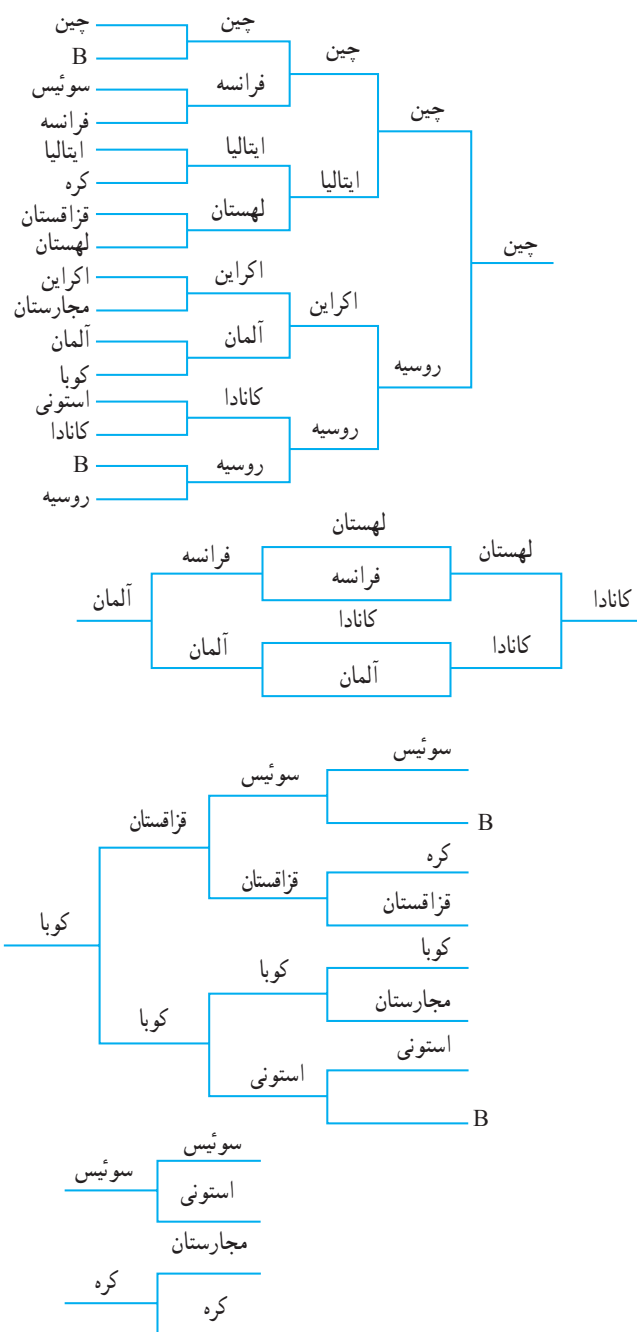 چین
B
سوئیس
فرانسه
ایتالیا
کره
قزاقستان
لهستان
اکراین
مجارستان
آلمان
کوبا
استونی
کانادا
B
روسیه
چین
فرانسه
ایتالیا
لهستان
اکراین
آلمان
کانادا
روسیه
چین
ایتالیا
اکراین
روسیه
چین
روسیه
چین
لهستان
فرانسه
کانادا
آلمان
فرانسه
آلمان
آلمان
لهستان
کانادا
کانادا
سوئیس
B
کره
قزاقستان
کوبا
مجارستان
استونی
B
سوئیس
قزاقستان
کوبا
استونی
قزاقستان
کوبا
کوبا
سوئیس
استونی
سوئیس
مجارستان
کره
کره